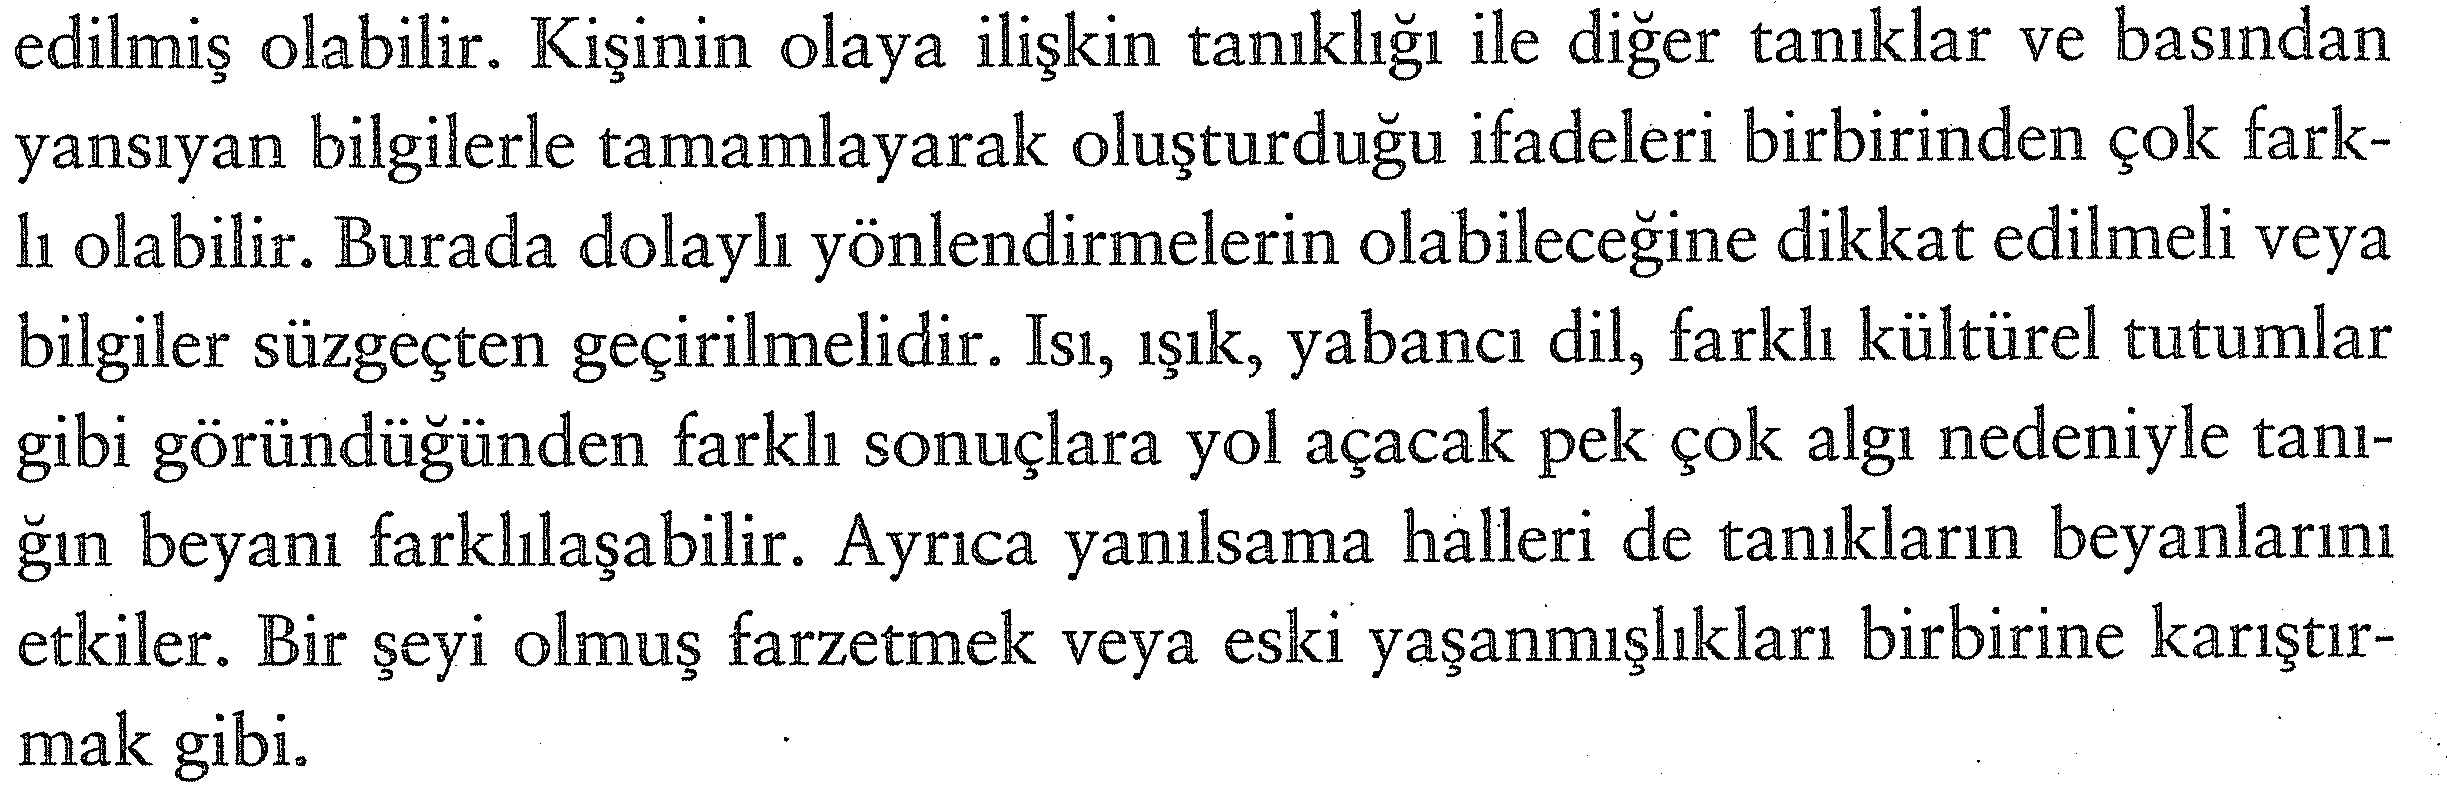 edilmiş olabilir. Kişinin olaya ilişkin tanıklığı ile diğer tanıklar ve basından
yansıyan bilgilerle tamamlayarak oluşturduğu ifadeleri birbirinden çok fark-
lı olabilir. Burada dolaylı yönlendirmelerin olabileceğine dikkat edilmeli veya
bilgiler süzgeçten geçirilmelidir. Isı, ışık, yabancı dil, farklı kültürel tutumlar
gibi göründüğünden farklı sonuçlara yol açacak pek çok algı nedeniyle tanı-
ğın beyanı farklılaşabilir. Ayrıca yanılsama halleri de tanıkların beyanlarını
etkiler. Bir şeyi olmuş farzetmek veya eski yaşanmışlıkları birbirine karıştır-
mak gibi.